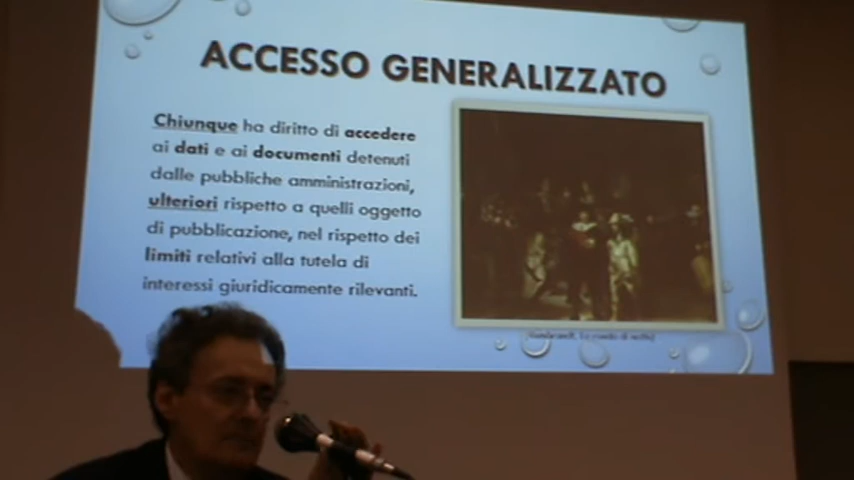 ACCESSO GENERALIZZATO
Chiunque ha diritto di accedere
ai dati e ai documenti detenuti
dalle pubbliche amministrazioni,
ulteriori rispetto a quelli oggetto
di pubblicazione, nel rispetto dei
limiti relativi alla tutela di
interessi giuridicamente rilevanti.